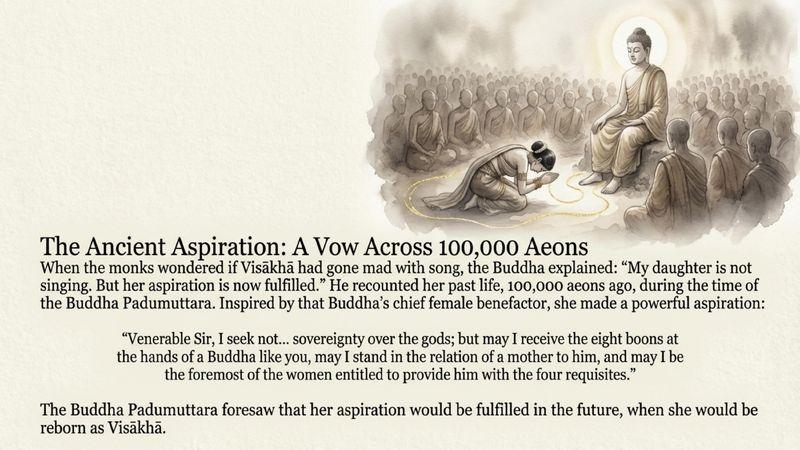 The Ancient Aspiration: A Vow Across 100,000 Aeons
When the monks wondered if Visākhā had gone mad with song, the Buddha explained: “My daughter is not
singing. But her aspiration is now fulfilled.” He recounted her past life, 100,000 aeons ago, during the time of
the Buddha Padumuttara. Inspired by that Buddha’s chief female benefactor, she made a powerful aspiration:
“Venerable Sir, I seek not... sovereignty over the gods; but may I receive the eight boons at
the hands of a Buddha like you, may I stand in the relation of a mother to him, and may I be
the foremost of the women entitled to provide him with the four requisites.”
The Buddha Padumuttara foresaw that her aspiration would be fulfilled in the future, when she would be
reborn as Visākhā.